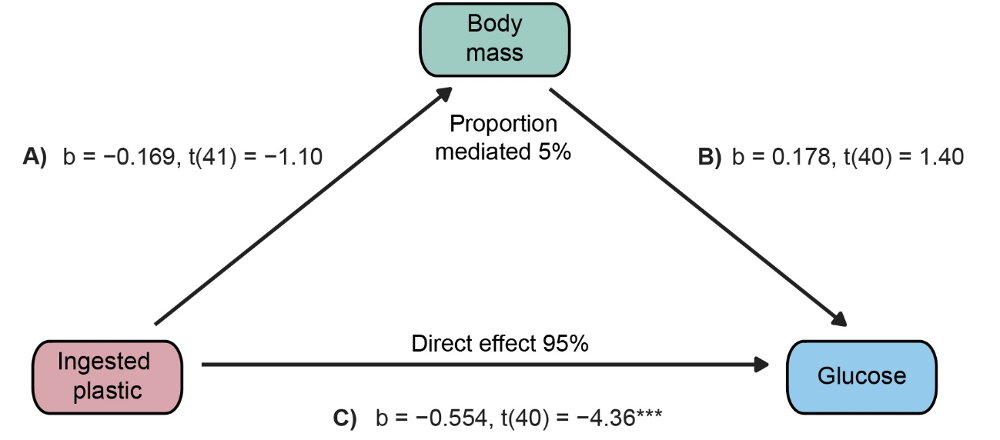 Body
mass
Proportion
mediated 5%
A) b = −0.169, t(41) = −1.10
B) b = 0.178, t(40) = 1.40
Direct effect 95%
Ingested
plastic
Glucose
C) b = −0.554, t(40) = −4.36***